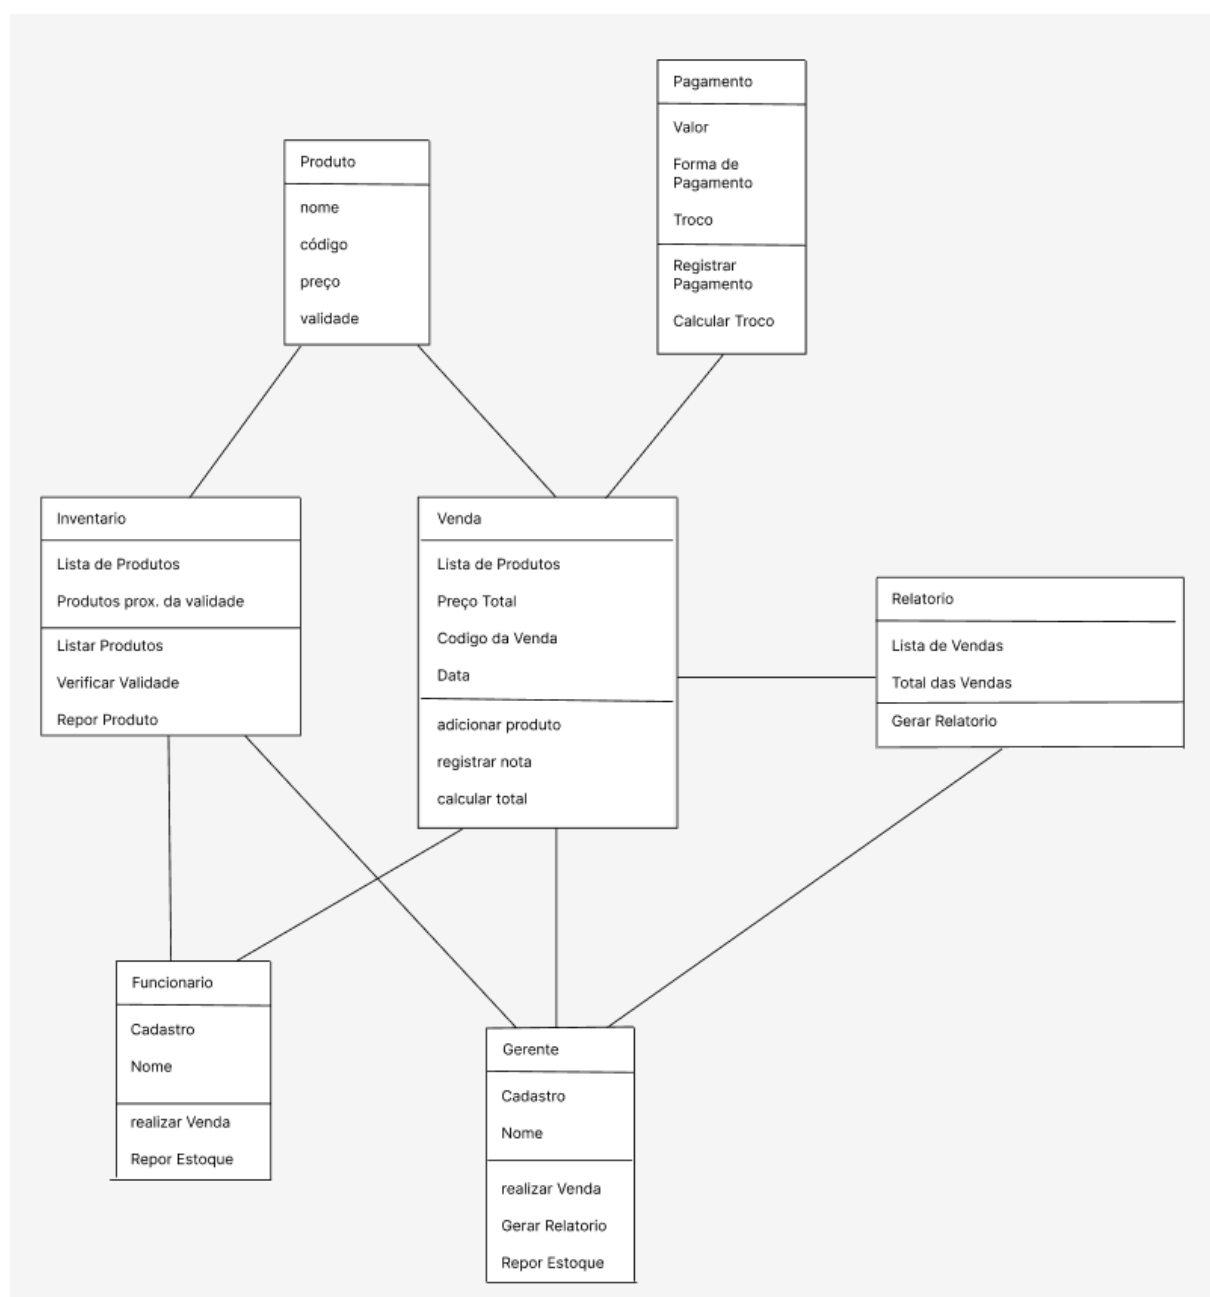 Pagamento
Valor
Forma de
Pagamento
Troco
Registrar
Pagamento
Calcular Troco
Produto
nome
código
preço
validade
Inventario
Lista de Produtos
Produtos prox. da validade
Listar Produtos
Verificar Validade
Repor Produto
Venda
Lista de Produtos
Preço Total
Codigo da Venda
Data
adicionar produto
registrar nota
calcular total
Relatorio
Lista de Vendas
Total das Vendas
Gerar Relatorio
Funcionario
Cadastro
Nome
realizar Venda
Repor Estoque
Gerente
Cadastro
Nome
realizar Venda
Gerar Relatorio
Repor Estoque